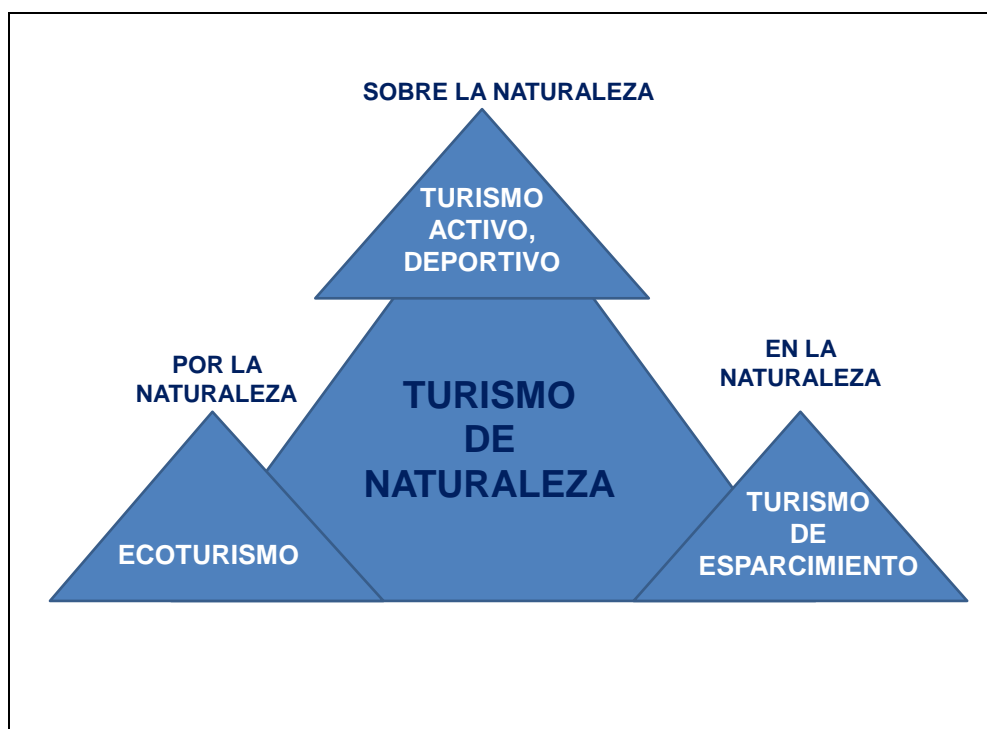 SOBRE LA NATURALEZA
TURISMO
ACTIVO,
DEPORTIVO
POR LA
NATURALEZA
EN LA
NATURALEZA
TURISMO
DE
NATURALEZA
ECOTURISMO
TURISMO
DE
ESPARCIMIENTO